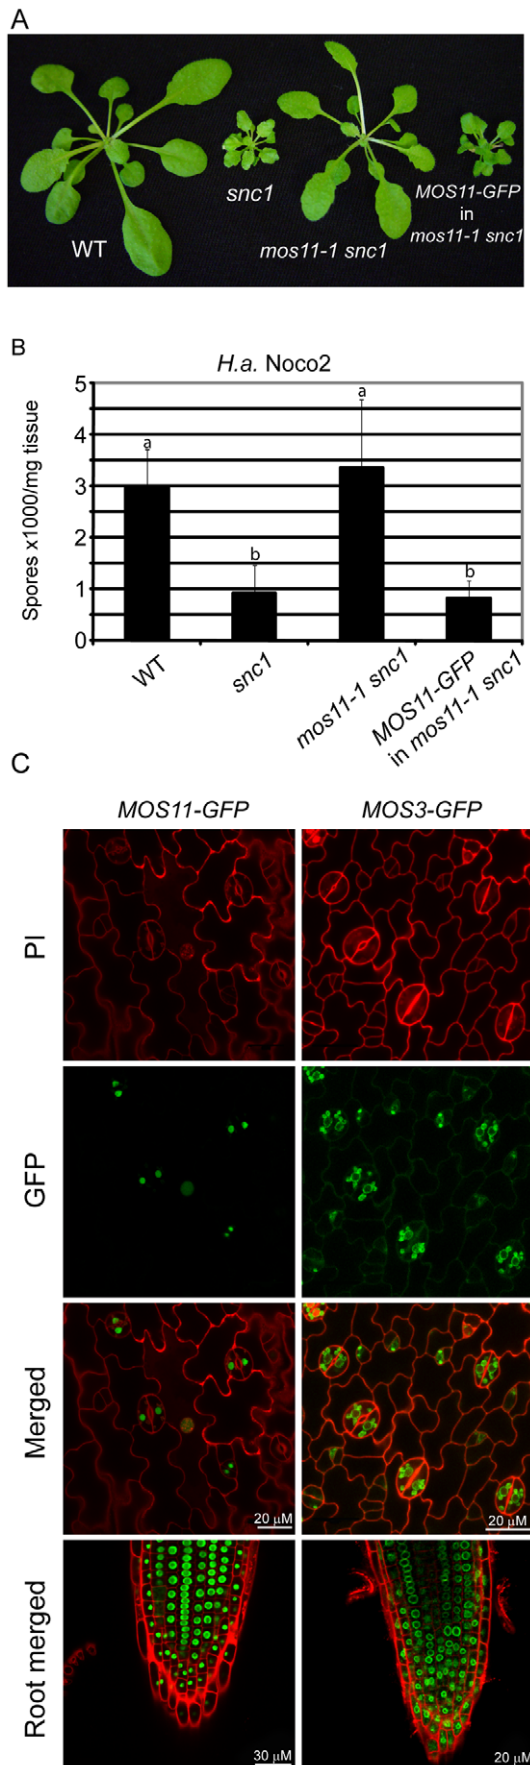 A
WT
snc1
mos11-1 snc1
MOS11-GFP
in
mos11-1 snc1
B
H.a. Noco2
Spores x1000/mg tissue
5
4
3
2
1
0
a
b
a
b
WT
snc1
mos11-1 snc1
MOS11-GFP
in mos11-1 snc1
C
MOS11-GFP
MOS3-GFP
PI
GFP
Merged
20 µM
20 µM
Root merged
30 µM
20 µM